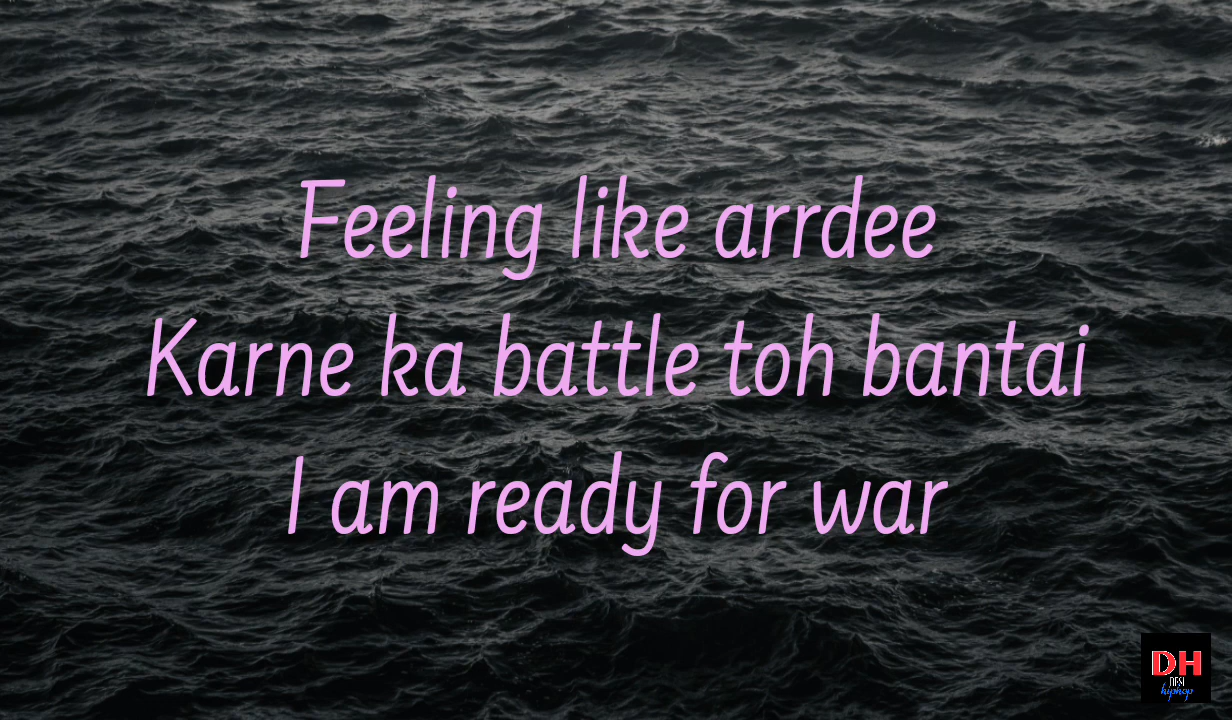 Feeling like arrdee
Karne ka battle toh bantai
I am ready for war
DH
DESI
hiphop